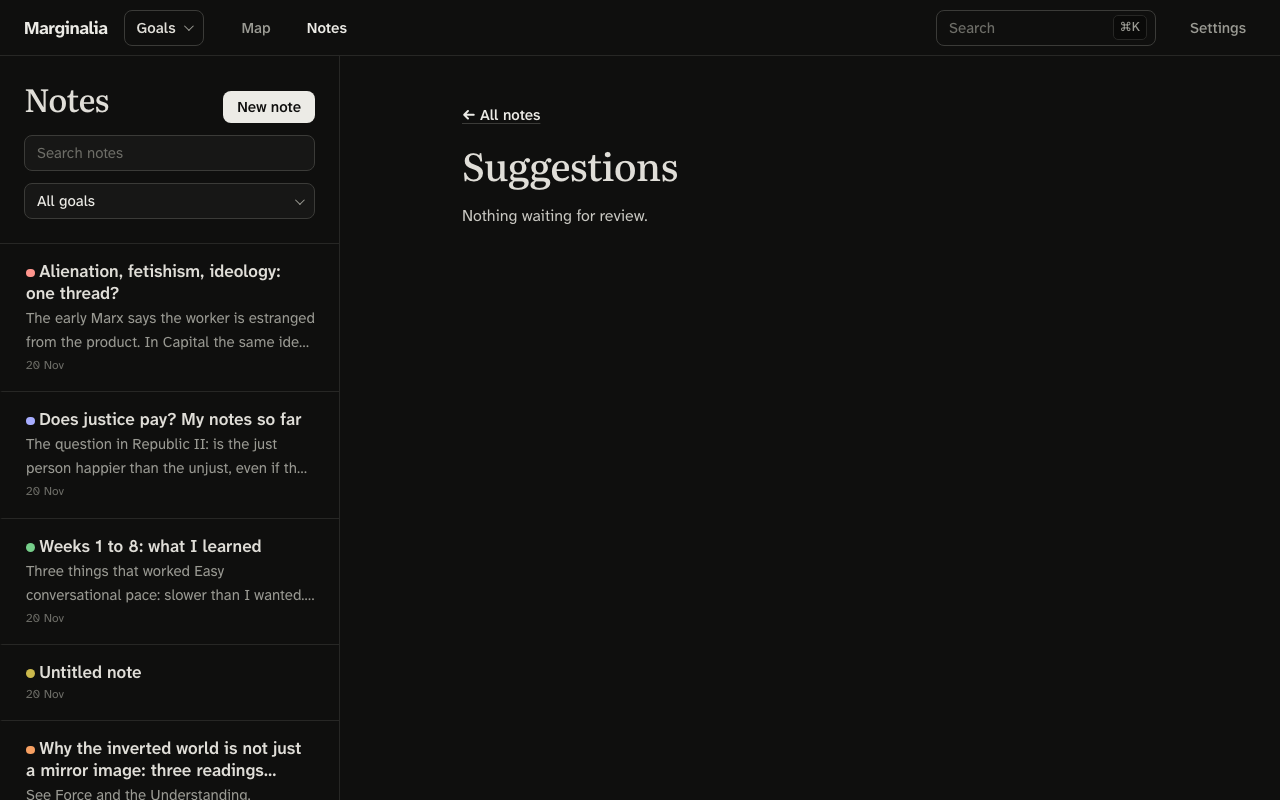 Marginalia
Goals
Map
Notes
Search
⌘K
Settings
Notes
New note
Search notes
All goals
Alienation, fetishism, ideology:
one thread?
The early Marx says the worker is estranged
from the product. In Capital the same ide...
20 Nov
Does justice pay? My notes so far
The question in Republic II: is the just
person happier than the unjust, even if th...
20 Nov
Weeks 1 to 8: what I learned
Three things that worked Easy
conversational pace: slower than I wanted....
20 Nov
Untitled note
20 Nov
Why the inverted world is not just
a mirror image: three readings...
See Force and the Understanding.
← All notes
Suggestions
Nothing waiting for review.